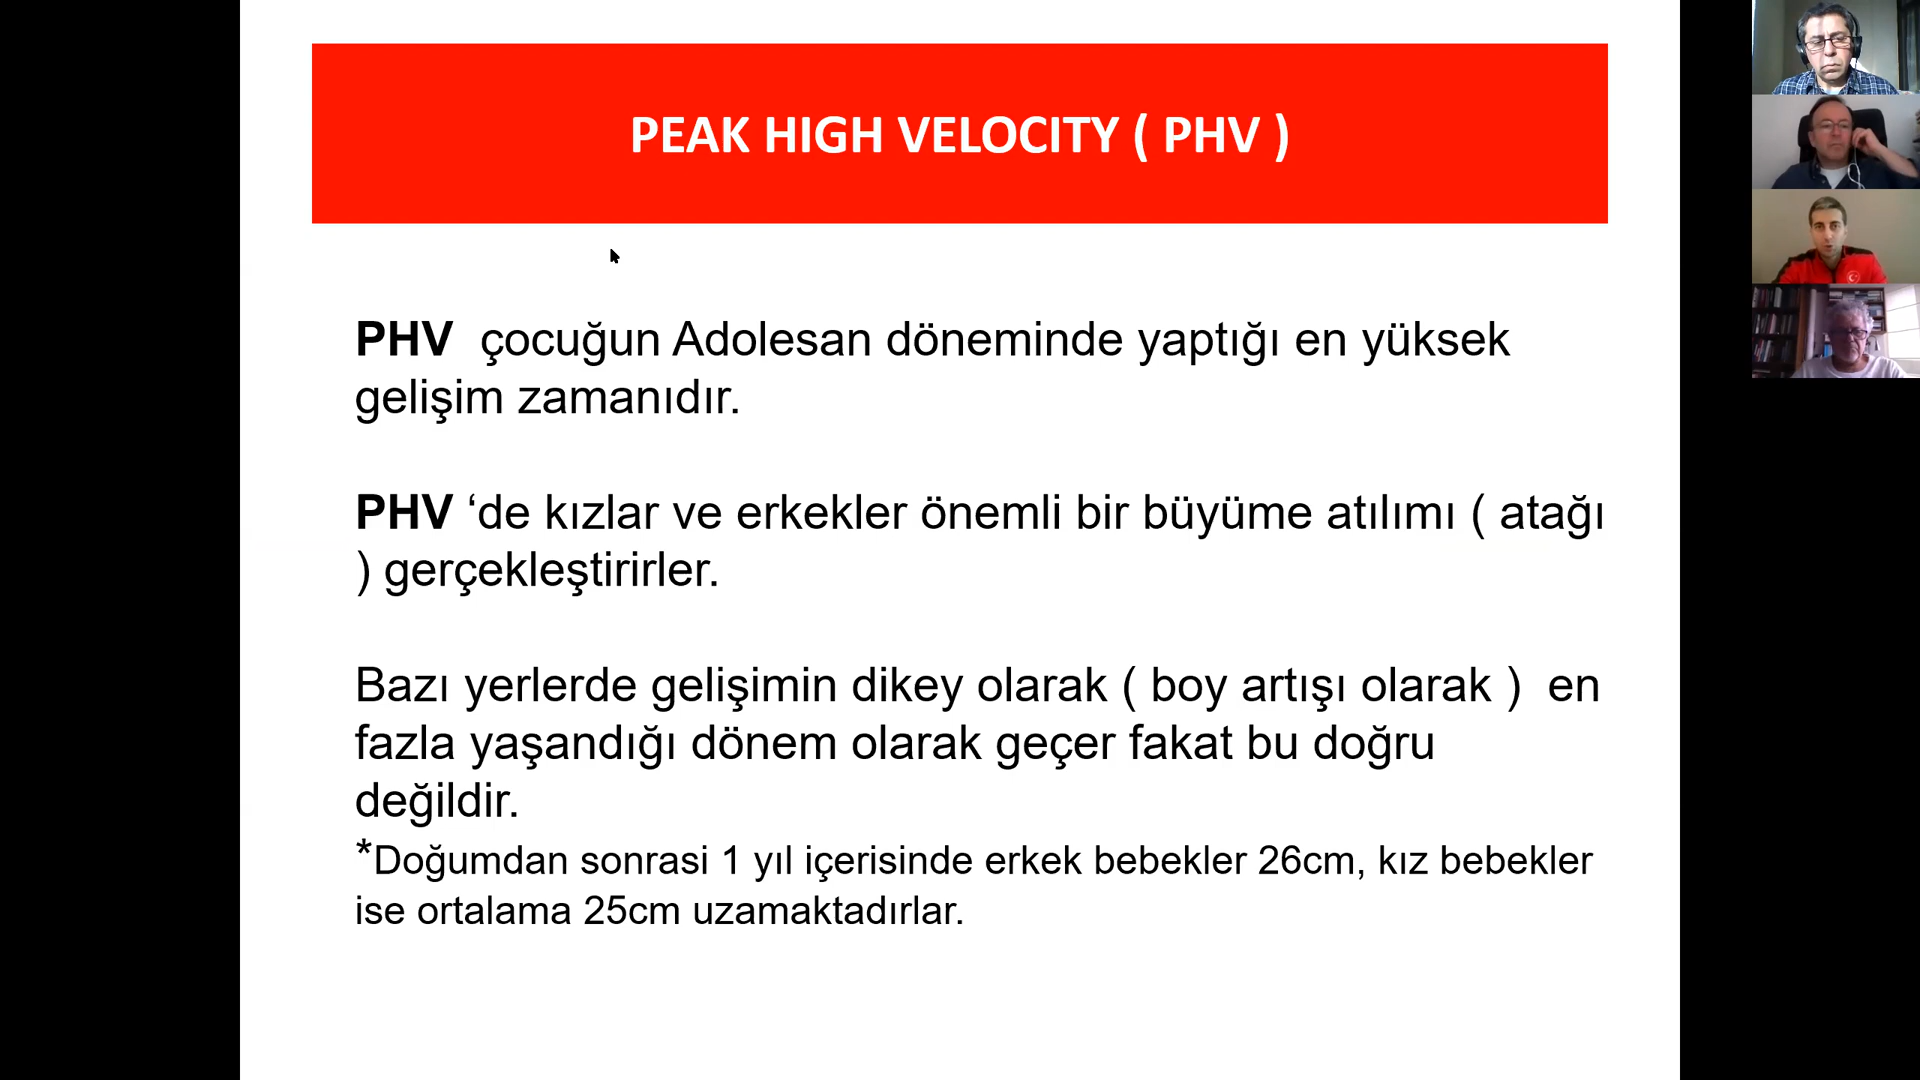 PEAK HIGH VELOCITY ( PHV )
PHV  çocuğun Adolesan döneminde yaptığı en yüksek
gelişim zamanıdır.
PHV ‘de kızlar ve erkekler önemli bir büyüme atılımı ( atağı
) gerçekleştirirler.
Bazı yerlerde gelişimin dikey olarak ( boy artışı olarak )  en
fazla yaşandığı dönem olarak geçer fakat bu doğru
değildir.
*Doğumdan sonrasi 1 yıl içerisinde erkek bebekler 26cm, kız bebekler
ise ortalama 25cm uzamaktadırlar.